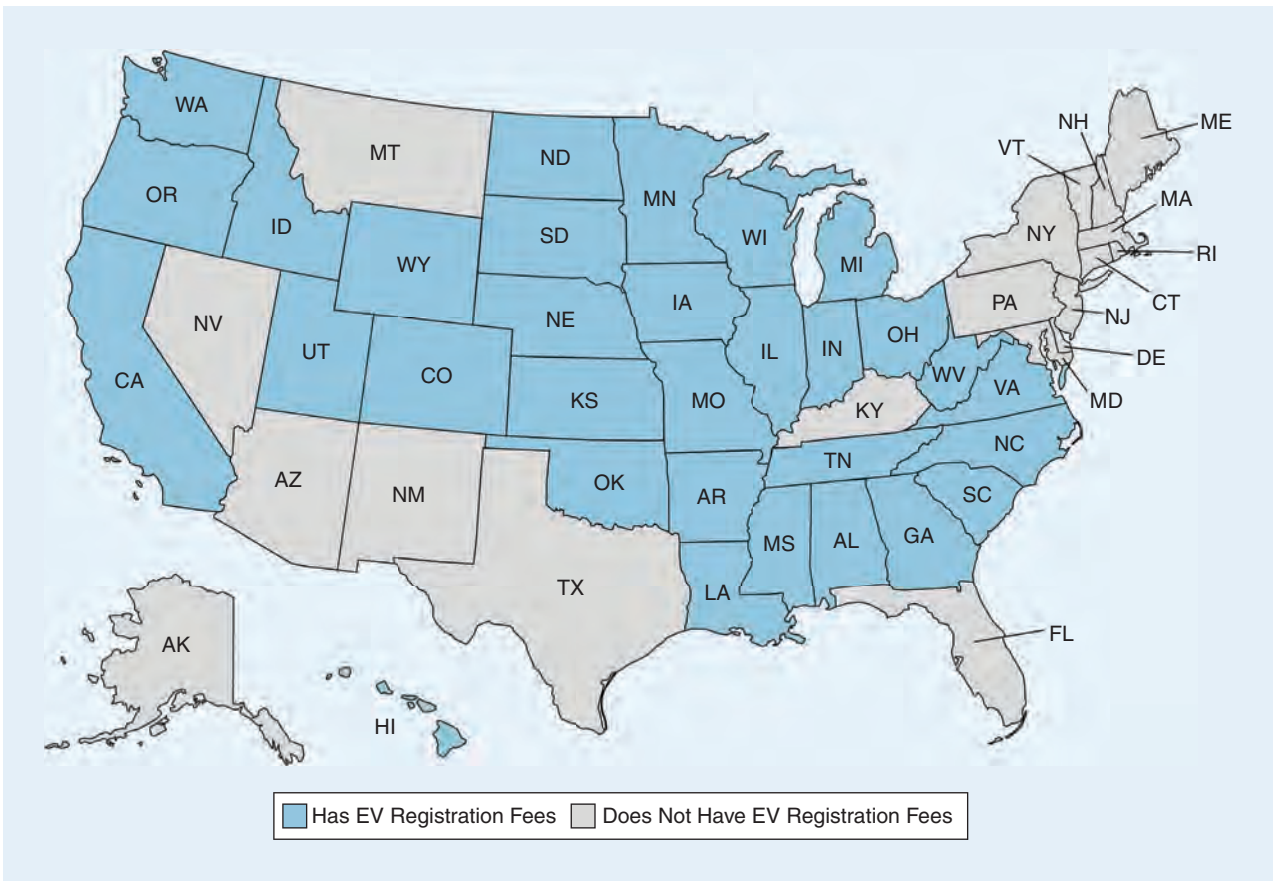 WA
MT
ND
MN
OR
ID
SD
WI
MI
WY
NH
ME
VT
MA
NY
RI
NV
UT
CO
NE
IA
IL
IN
OH
PA
CT
NJ
DE
MD
CA
KS
MO
KY
WV
VA
AZ
NM
OK
AR
TN
NC
SC
TX
LA
MS
AL
GA
FL
AK
HI
Has EV Registration Fees
Does Not Have EV Registration Fees